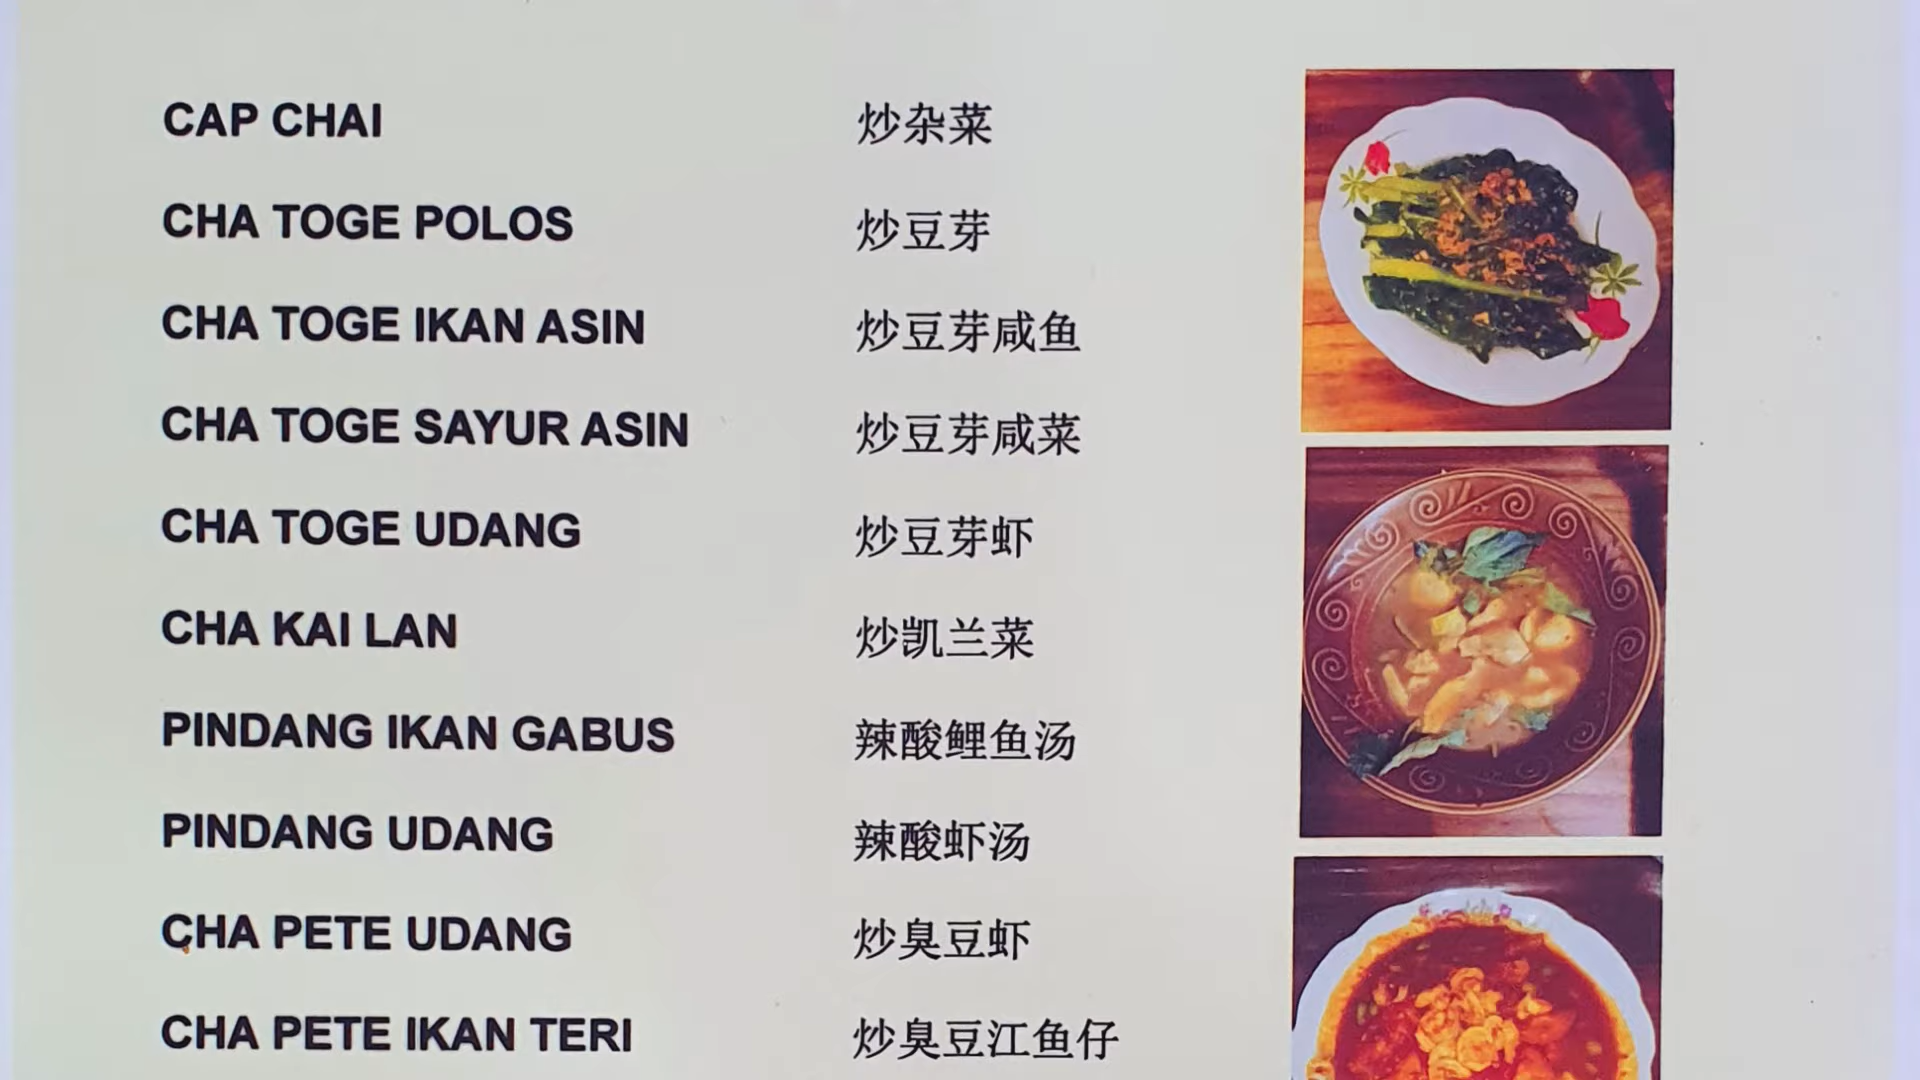 CAP CHAI 炒杂菜
CHA TOGE POLOS 炒豆芽
CHA TOGE IKAN ASIN 炒豆芽咸鱼
CHA TOGE SAYUR ASIN 炒豆芽咸菜
CHA TOGE UDANG 炒豆芽虾
CHA KAI LAN 炒凯兰菜
PINDANG IKAN GABUS 辣酸鲤鱼汤
PINDANG UDANG 辣酸虾汤
CHA PETE UDANG 炒臭豆虾
CHA PETE IKAN TERI 炒臭豆江鱼仔